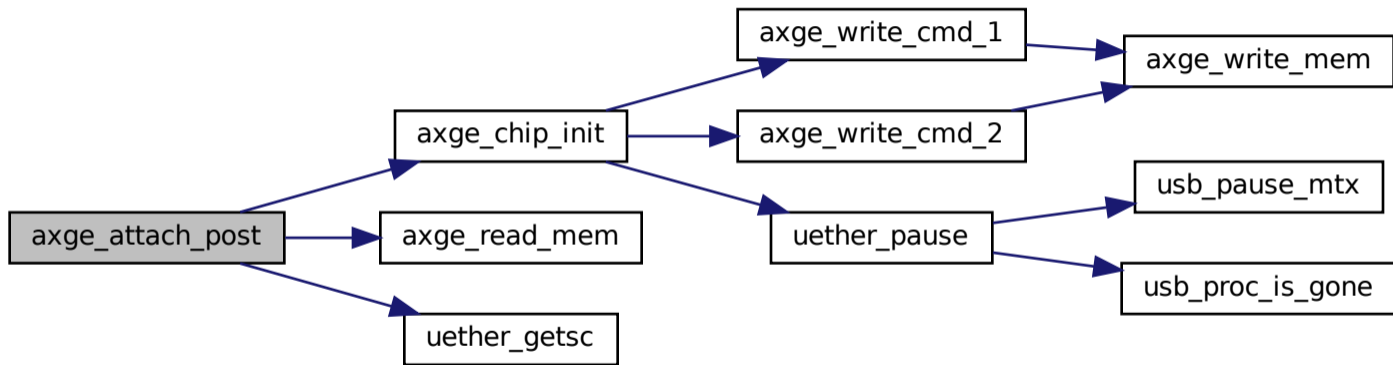 axge_attach_post
axge_chip_init
axge_read_mem
uether_getsc
axge_write_cmd_1
axge_write_cmd_2
uether_pause
axge_write_mem
usb_pause_mtx
usb_proc_is_gone